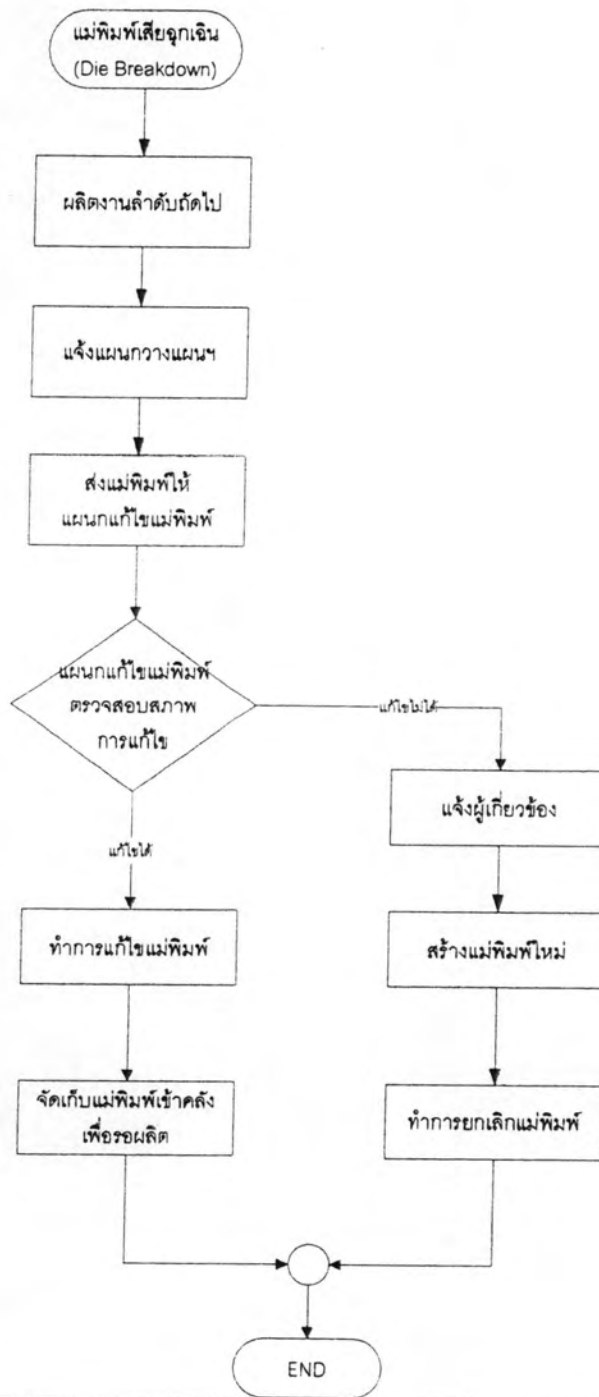 แม่พิมพ์เสียฉุกเฉิน
(Die Breakdown)
ผลิตงานลำดับถัดไป
แจ้งแผนกวางแผนฯ
ส่งแม่พิมพ์ให้
แผนกแก้ไขแม่พิมพ์
แผนกแก้ไขแม่พิมพ์
ตรวจสอบสภาพ
การแก้ไข
แก้ไขไม่ได้
แจ้งผู้เกี่ยวข้อง
แก้ไขได้
ทำการแก้ไขแม่พิมพ์
สร้างแม่พิมพ์ใหม่
จัดเก็บแม่พิมพ์เข้าคลัง
เพื่อรอผลิต
ทำการยกเลิกแม่พิมพ์
END